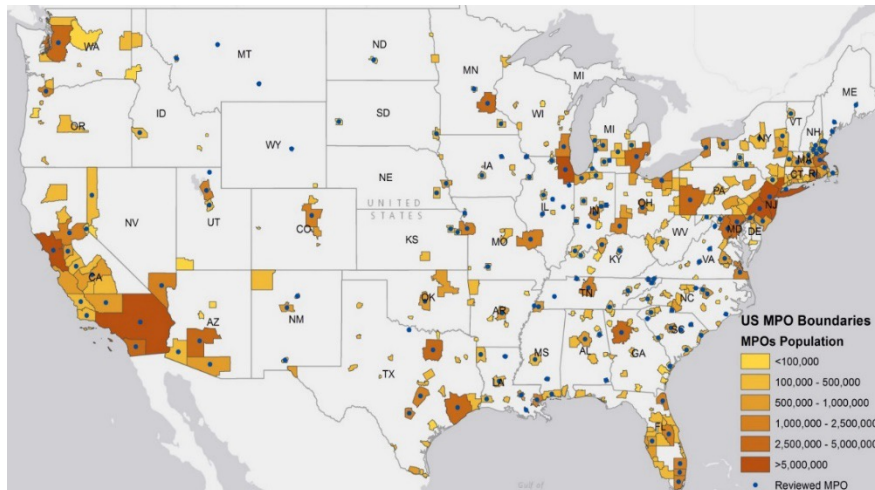 WA
MT
ND
MN
MI
ME
OR
ID
SD
WI
MI
VT
NH
NY
MA
WY
IA
CT
RI
NE
PA
NJ
NV
UT
UNITED
STATES
IL
IN
OH
MD
DE
CO
KS
MO
WV
VA
KY
CA
AZ
NM
OK
AR
TN
NC
SC
TX
LA
MS
AL
GA
FL
Gulf of
US MPO Boundaries
MPOs Population
<100,000
100,000 - 500,000
500,000 - 1,000,000
1,000,000 - 2,500,000
2,500,000 - 5,000,000
>5,000,000
Reviewed MPO